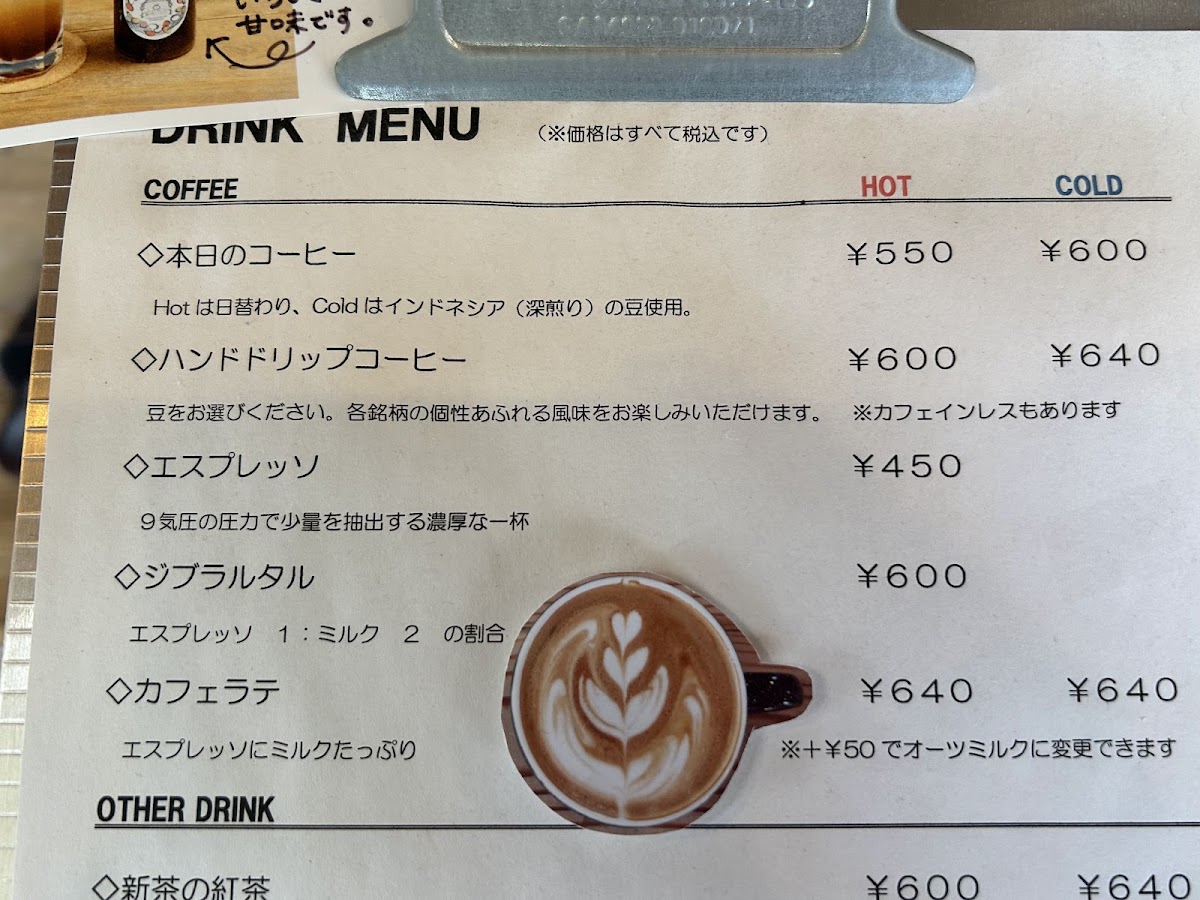 甘味です。
DRINK MENU (※価格はすべて税込です)
COFFEE HOT COLD
◇本日のコーヒー ¥550 ¥600
Hotは日替わり、Coldはインドネシア（深煎り）の豆使用。
◇ハンドドリップコーヒー ¥600 ¥640
豆をお選びください。各銘柄の個性あふれる風味をお楽しみいただけます。 ※カフェインレスもあります
◇エスプレッソ ¥450
９気圧の圧力で少量を抽出する濃厚な一杯
◇ジブラルタル ¥600
エスプレッソ １：ミルク ２ の割合
◇カフェラテ ¥640 ¥640
エスプレッソにミルクたっぷり ※＋¥50でオーツミルクに変更できます
OTHER DRINK
◇新茶の紅茶 ¥600 ¥640